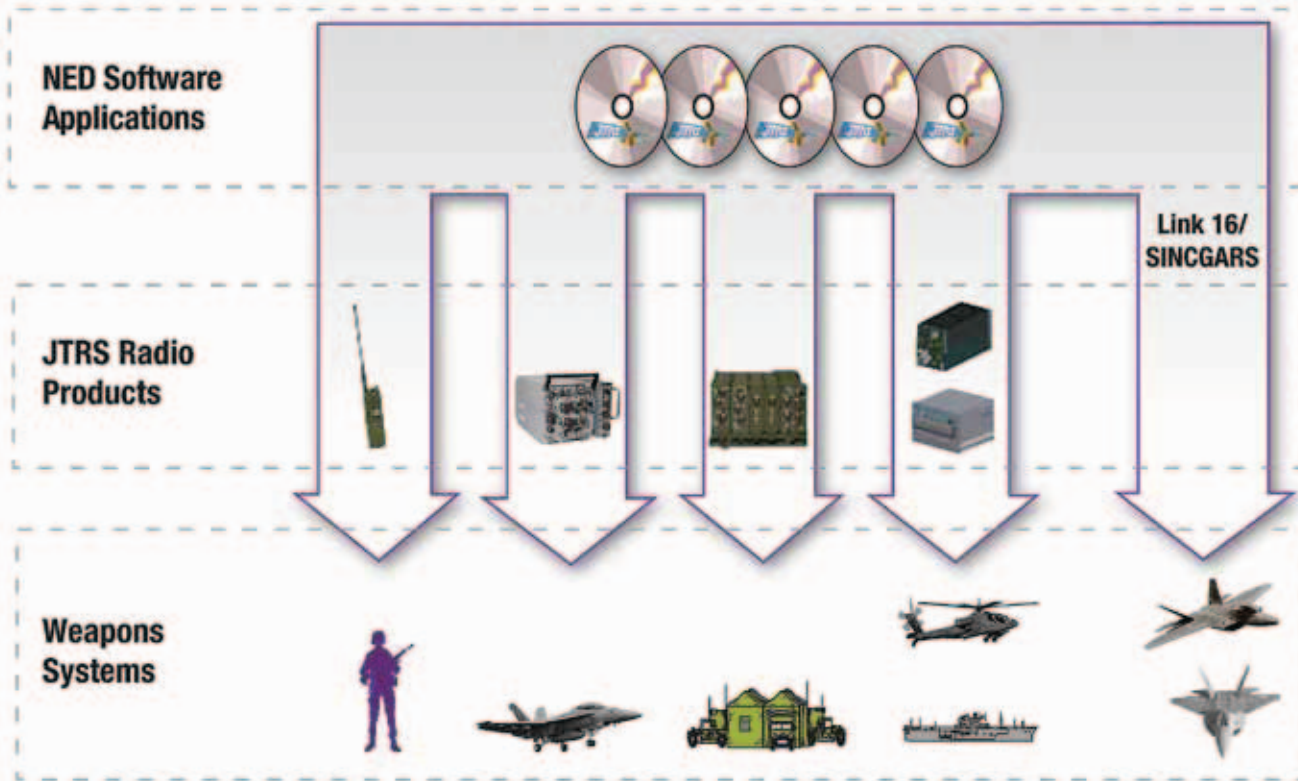 NED Software
Applications
Link 16/
SINCGARS
JTRS Radio
Products
Weapons
Systems